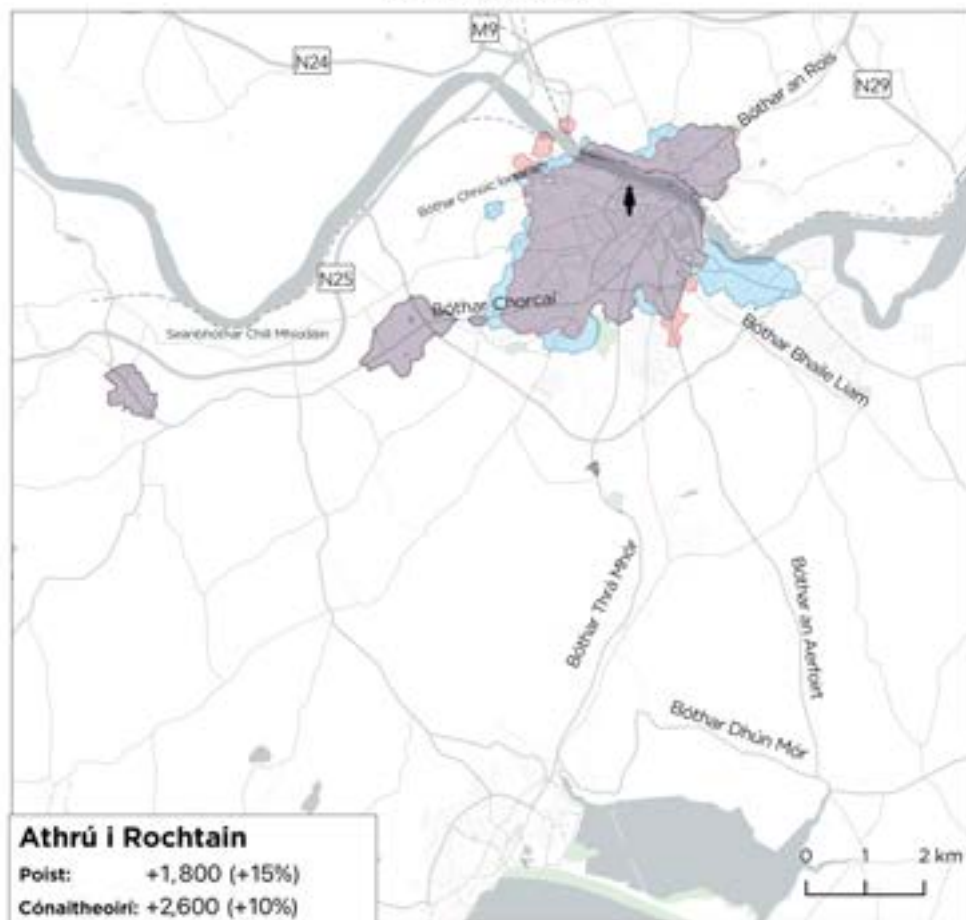 M9
N24
N29
Bóthar an Rois
N25
Bóthar Chorcaí
Seanbhóthar Chill Mhíodáin
Bóthar Bhaile Liam
Bóthar Thrá Mhór
Bóthar an Aerfoirt
Bóthar Dhún Mór
Athrú i Rochtain
Poist: +1,800 (+15%)
Cónaitheoirí: +2,600 (+10%)
0 1 2 km